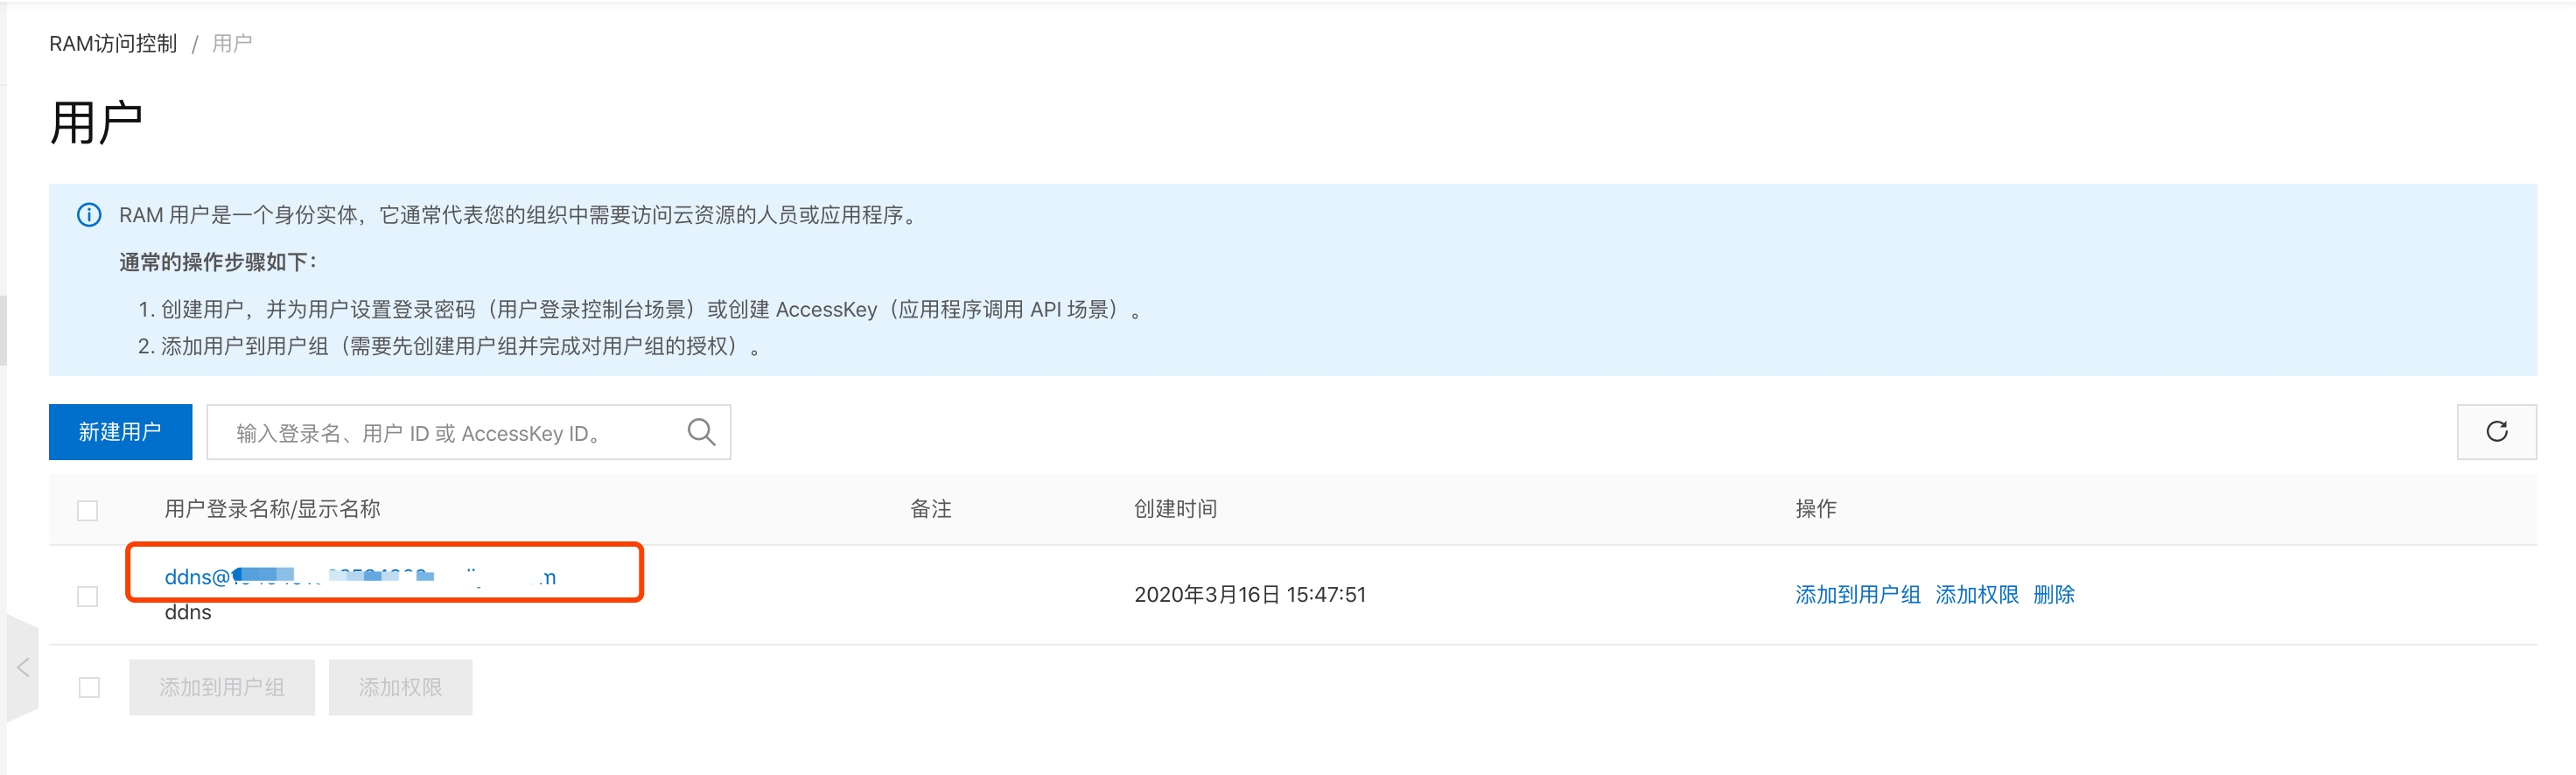 RAM访问控制 / 用户
用户
RAM 用户是一个身份实体，它通常代表您的组织中需要访问云资源的人员或应用程序。
通常的操作步骤如下：
1. 创建用户，并为用户设置登录密码（用户登录控制台场景）或创建 AccessKey（应用程序调用 API 场景）。
2. 添加用户到用户组（需要先创建用户组并完成对用户组的授权）。
新建用户 输入登录名、用户 ID 或 AccessKey ID。
用户登录名称/显示名称 备注 创建时间 操作
ddns@
ddns 2020年3月16日 15:47:51 添加到用户组 添加权限 删除
添加到用户组 添加权限